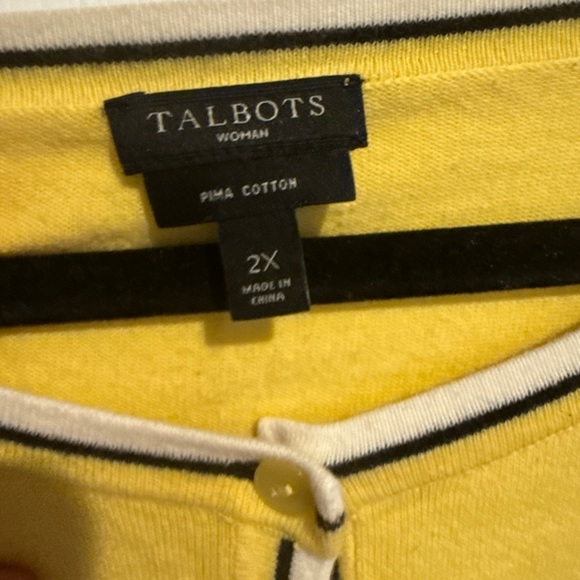 TALBOTS
WOMAN
PIMA COTTON
2X
MADE IN
CHINA